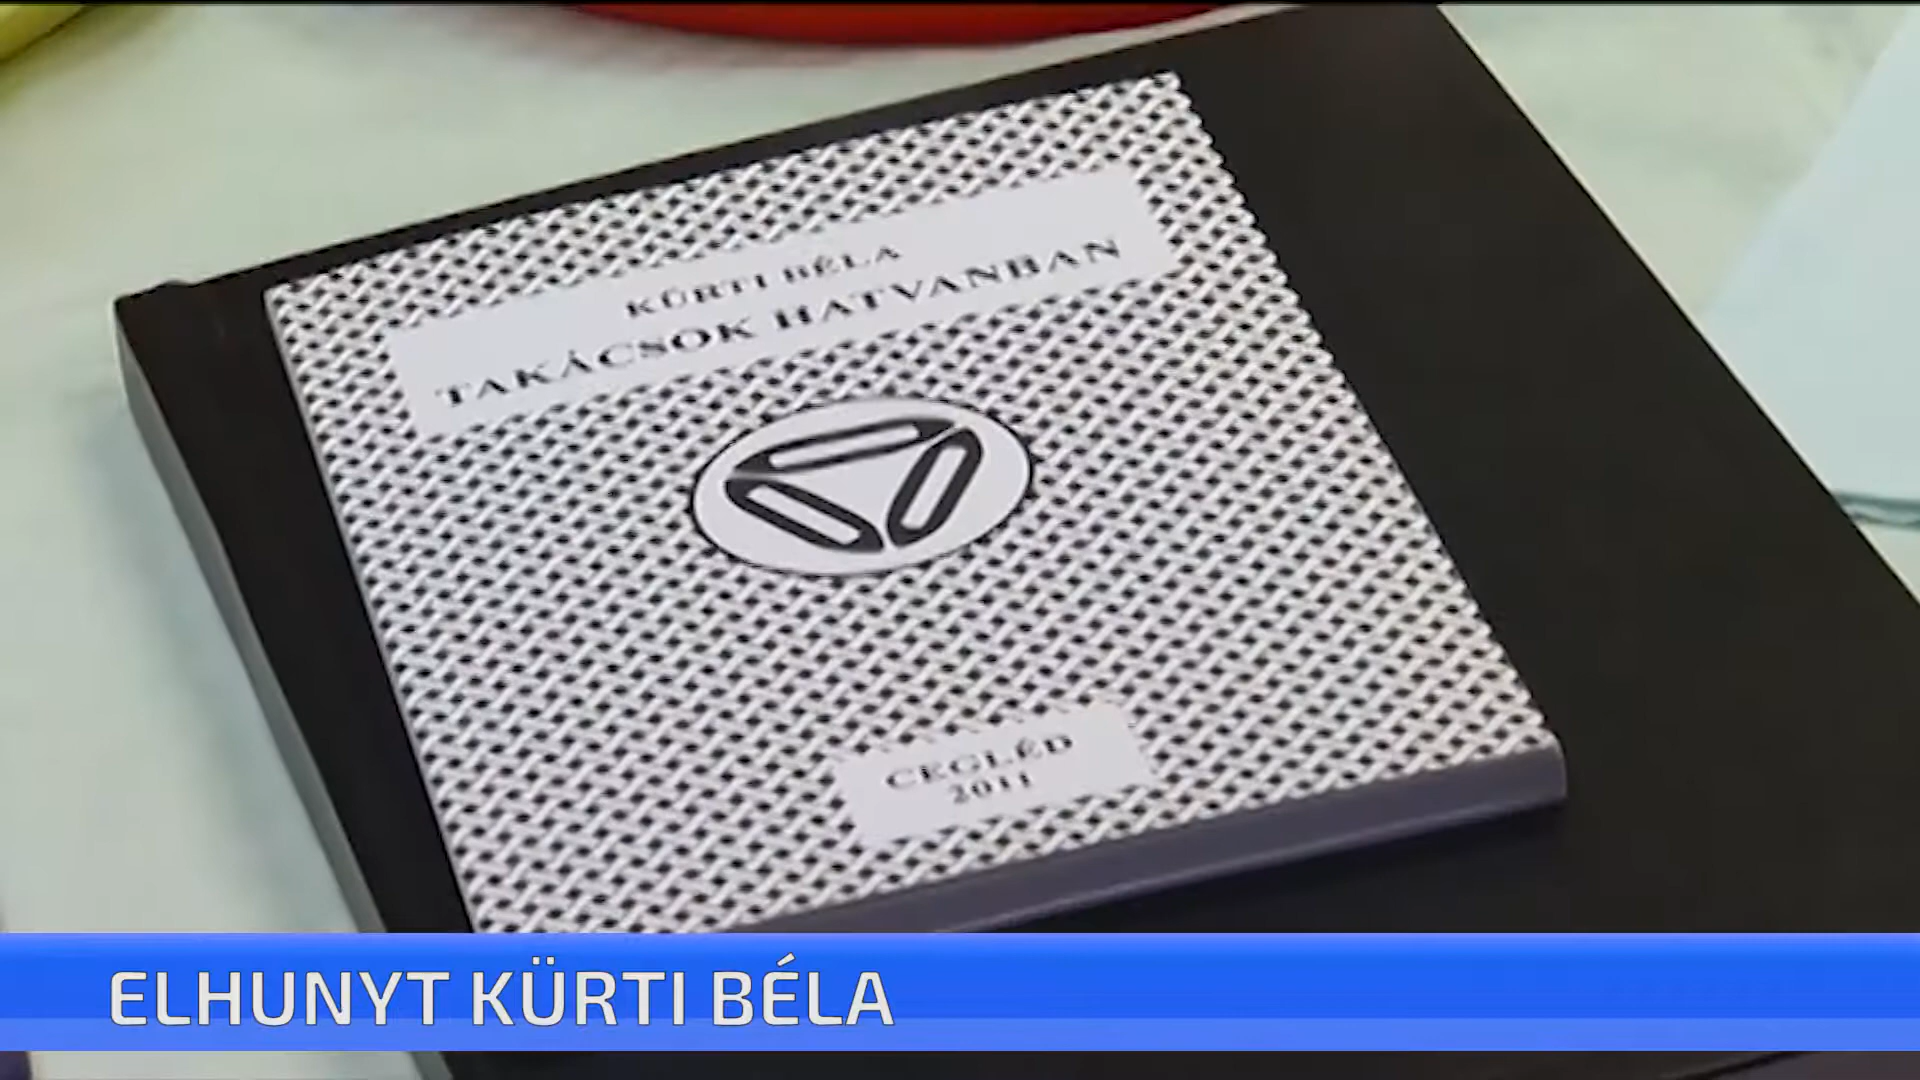 KÜRTI BÉLA
TAKÁCSOK HATVANBAN
CEGLÉD
2011
ELHUNYT KÜRTI BÉLA